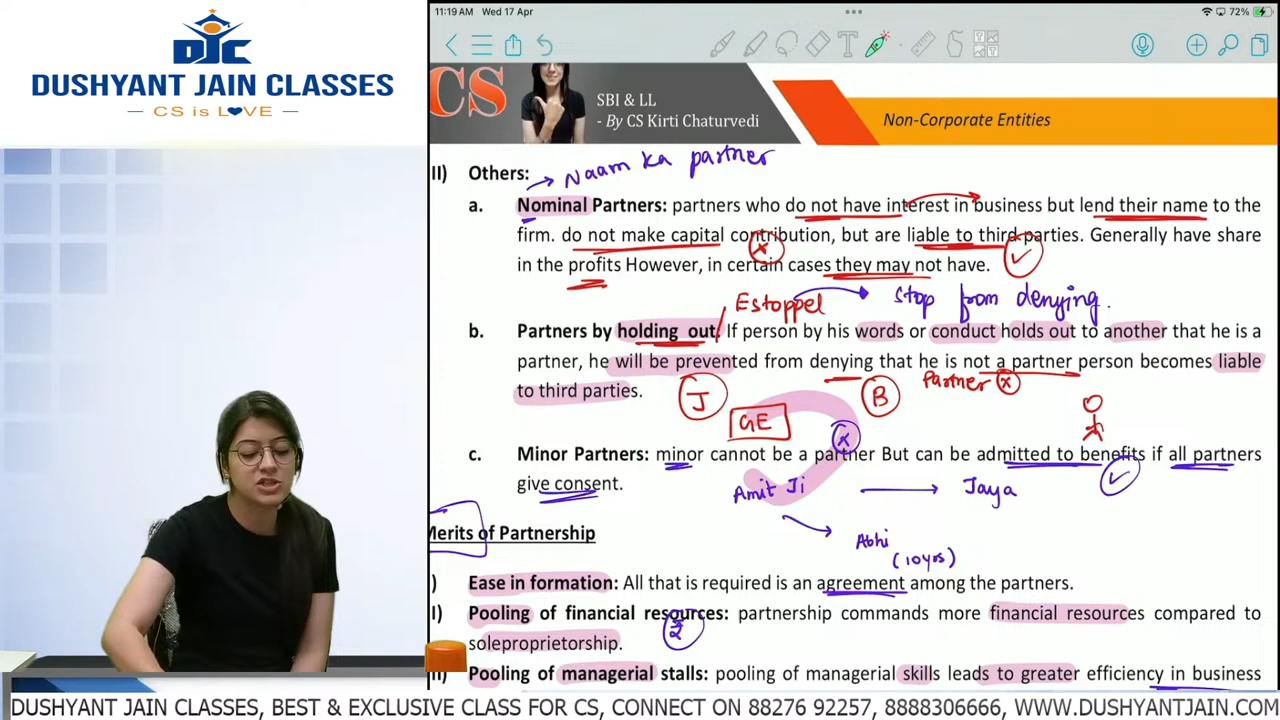 11:19 AM Wed 17 Apr
72%
DJC
DUSHYANT JAIN CLASSES
CS is LOVE
CS
SBI & LL
- By CS Kirti Chaturvedi
Non-Corporate Entities
II) Others:
Naam ka partner
a. Nominal Partners: partners who do not have interest in business but lend their name to the
firm. do not make capital contribution, but are liable to third parties. Generally have share
in the profits However, in certain cases they may not have.
Estoppel stop from denying.
b. Partners by holding out. If person by his words or conduct holds out to another that he is a
partner, he will be prevented from denying that he is not a partner person becomes liable
to third parties.
J B Partner x
GE
x
c. Minor Partners: minor cannot be a partner But can be admitted to benefits if all partners
give consent.
Amit Ji Jaya
Merits of Partnership
Abhi
(10yrs)
) Ease in formation: All that is required is an agreement among the partners.
I) Pooling of financial resources: partnership commands more financial resources compared to
soleproprietorship.
II) Pooling of managerial stalls: pooling of managerial skills leads to greater efficiency in business
DUSHYANT JAIN CLASSES, BEST & EXCLUSIVE CLASS FOR CS, CONNECT ON 88276 92257, 8888306666, WWW.DUSHYANTJAIN.COM